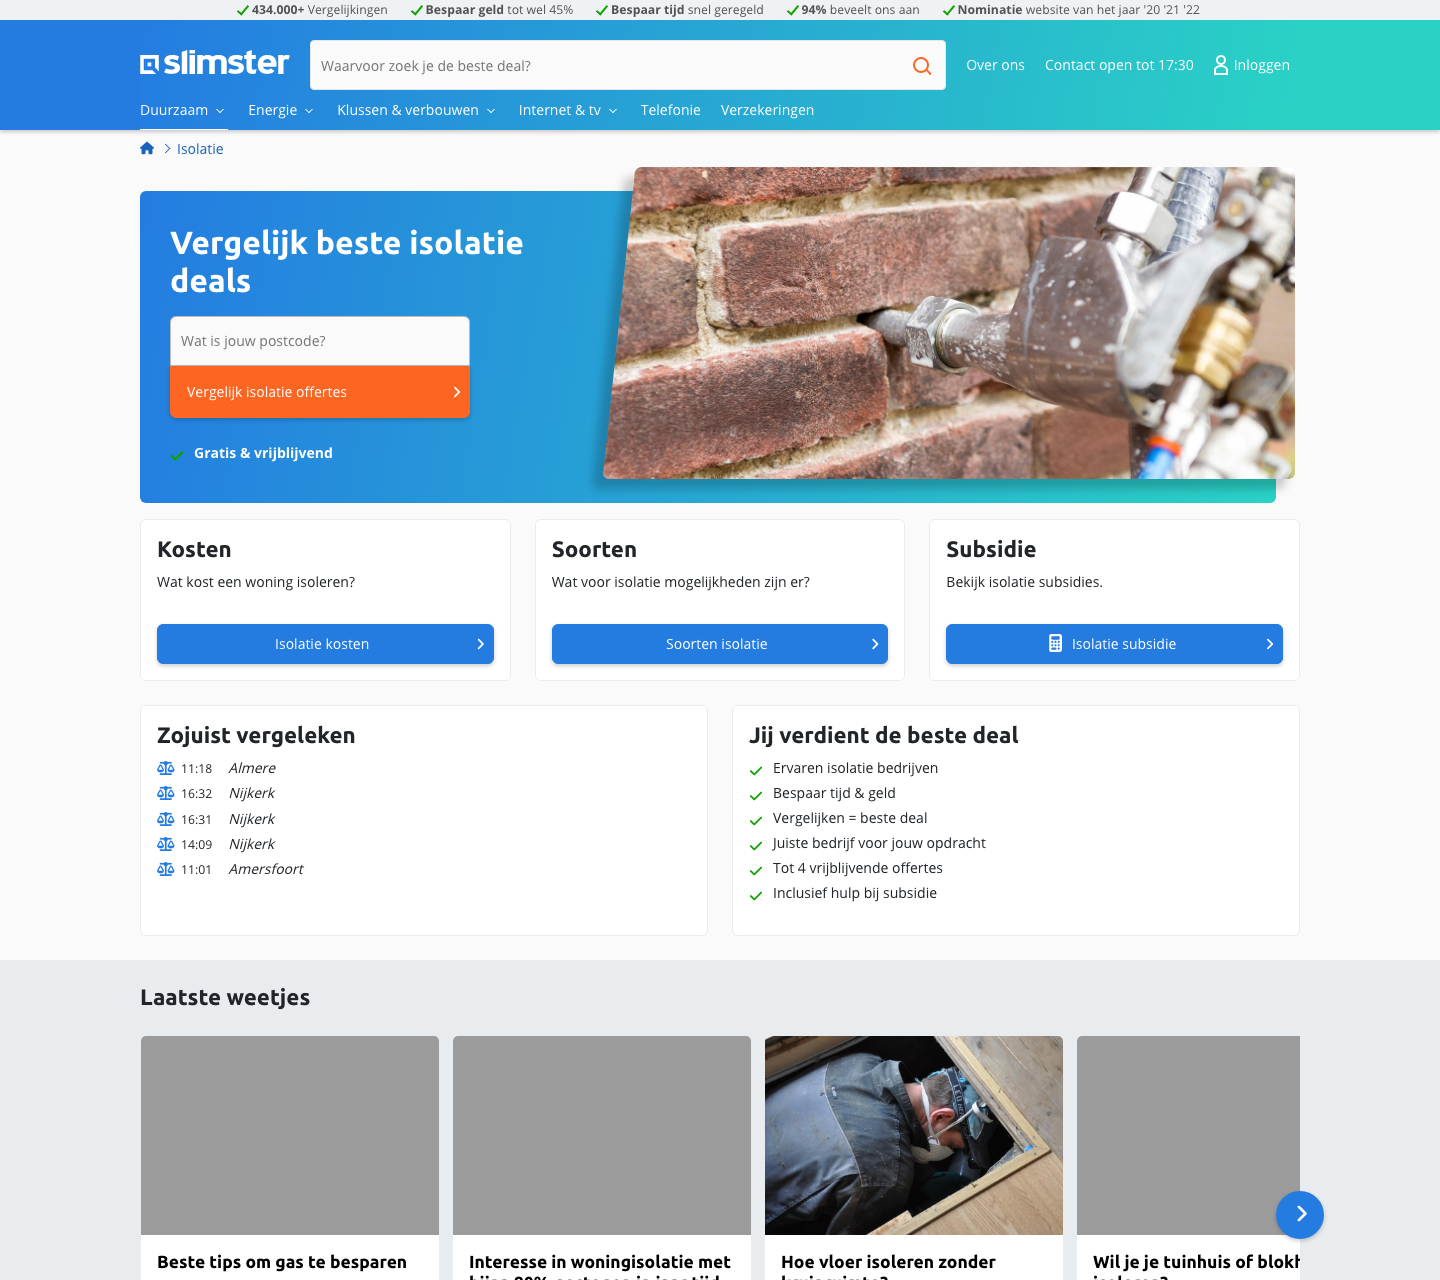 434.000+ Vergelijkingen Bespaar geld tot wel 45% Bespaar tijd snel geregeld 94% beveelt ons aan Nominatie website van het jaar '20 '21 '22
slimster
Waarvoor zoek je de beste deal?
Over ons Contact open tot 17:30 Inloggen
Duurzaam Energie Klussen & verbouwen Internet & tv Telefonie Verzekeringen
Isolatie
Vergelijk beste isolatie
deals
Wat is jouw postcode?
Vergelijk isolatie offertes
Gratis & vrijblijvend
Kosten
Wat kost een woning isoleren?
Isolatie kosten
Soorten
Wat voor isolatie mogelijkheden zijn er?
Soorten isolatie
Subsidie
Bekijk isolatie subsidies.
Isolatie subsidie
Zojuist vergeleken
11:18 Almere
16:32 Nijkerk
16:31 Nijkerk
14:09 Nijkerk
11:01 Amersfoort
Jij verdient de beste deal
Ervaren isolatie bedrijven
Bespaar tijd & geld
Vergelijken = beste deal
Juiste bedrijf voor jouw opdracht
Tot 4 vrijblijvende offertes
Inclusief hulp bij subsidie
Laatste weetjes
Beste tips om gas te besparen
Interesse in woningisolatie met
Hoe vloer isoleren zonder
Wil je je tuinhuis of